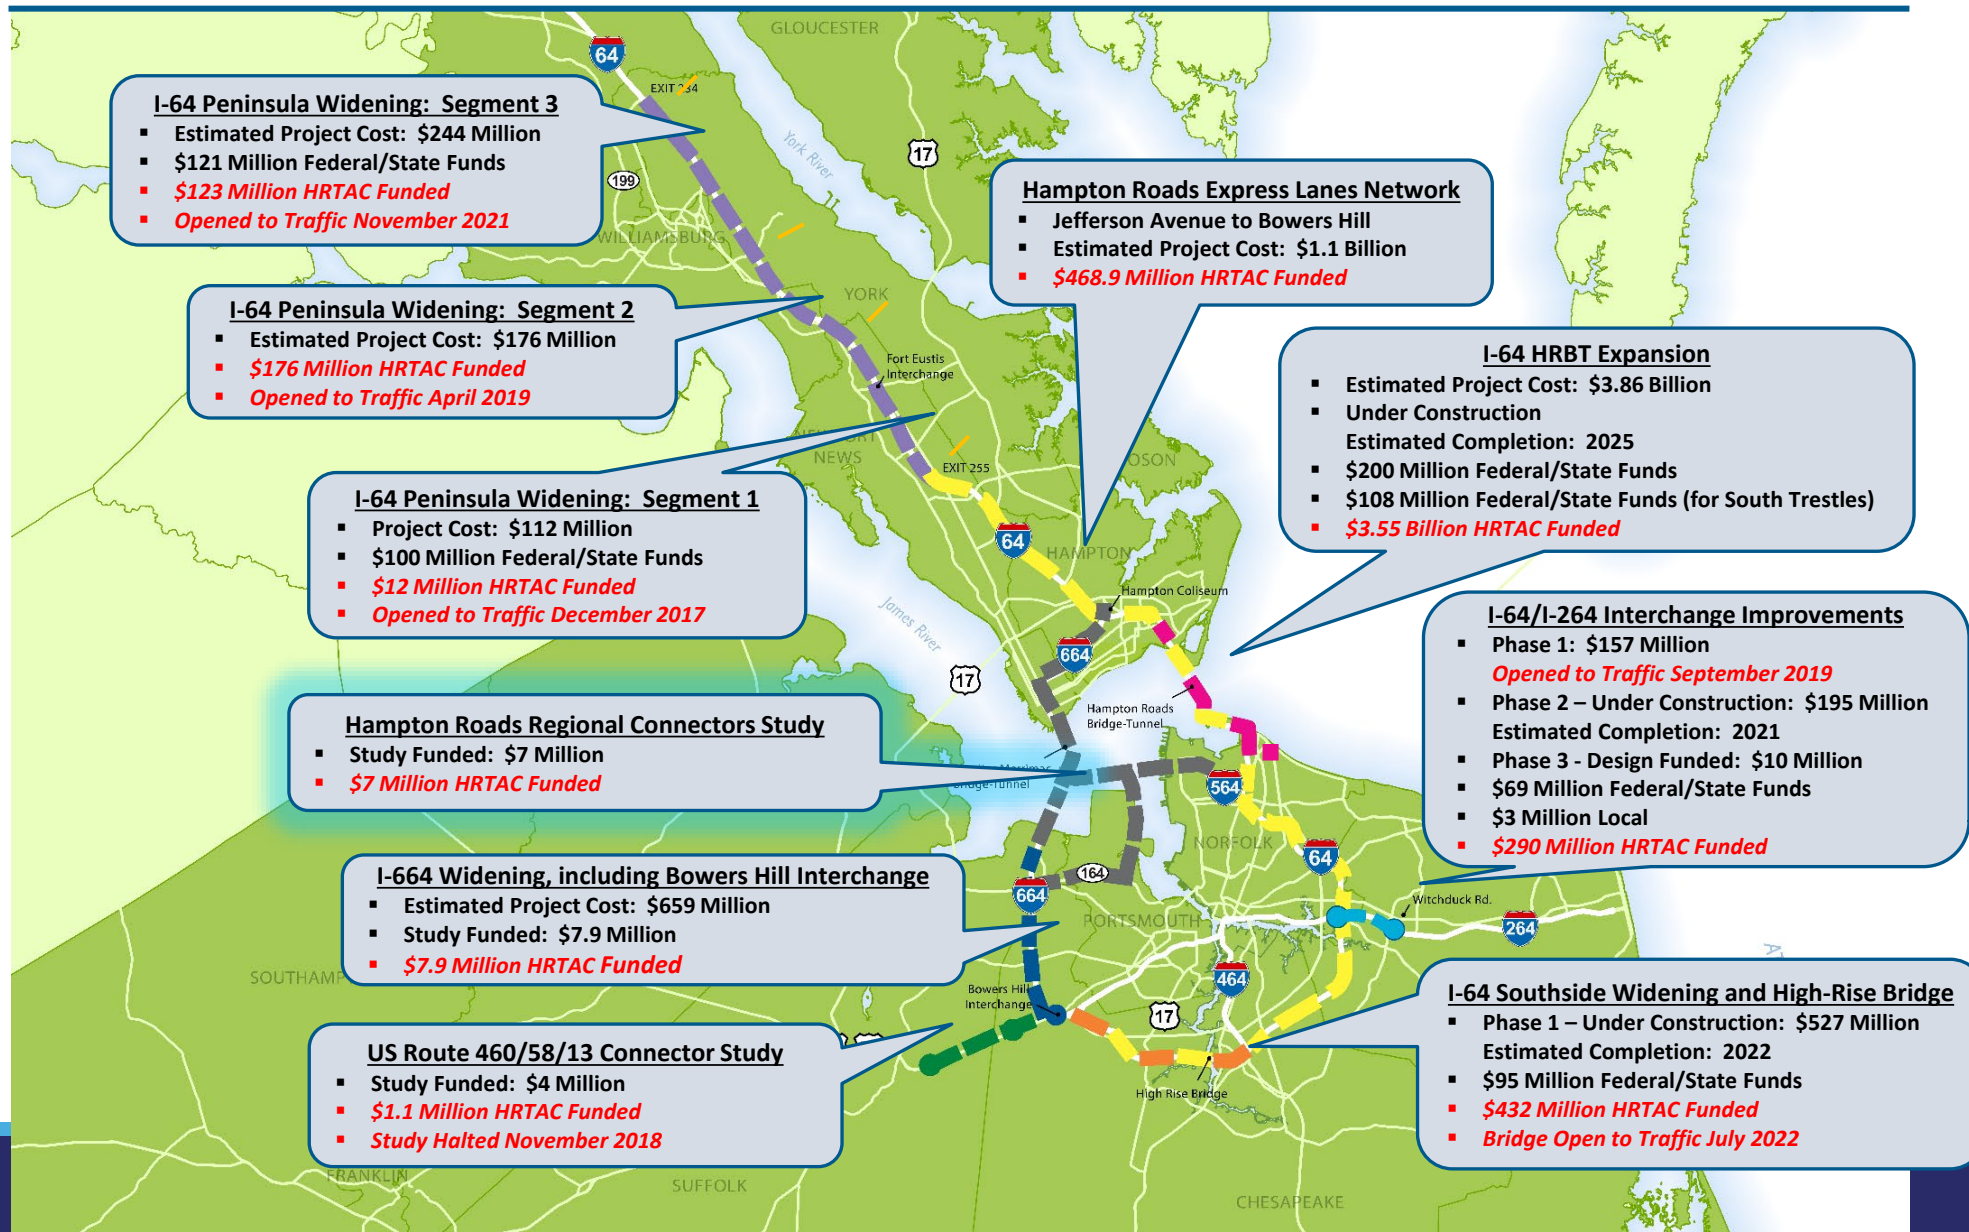 GLOUCESTER
64
EXIT 234
I-64 Peninsula Widening: Segment 3
▪ Estimated Project Cost: $244 Million
▪ $121 Million Federal/State Funds
▪ $123 Million HRTAC Funded
▪ Opened to Traffic November 2021
York River
17
199
WILLIAMSBURG
Hampton Roads Express Lanes Network
▪ Jefferson Avenue to Bowers Hill
▪ Estimated Project Cost: $1.1 Billion
▪ $468.9 Million HRTAC Funded
YORK
I-64 Peninsula Widening: Segment 2
▪ Estimated Project Cost: $176 Million
▪ $176 Million HRTAC Funded
▪ Opened to Traffic April 2019
Fort Eustis
Interchange
I-64 HRBT Expansion
▪ Estimated Project Cost: $3.86 Billion
▪ Under Construction
Estimated Completion: 2025
▪ $200 Million Federal/State Funds
▪ $108 Million Federal/State Funds (for South Trestles)
▪ $3.55 Billion HRTAC Funded
NEWS
EXIT 255
OSON
I-64 Peninsula Widening: Segment 1
▪ Project Cost: $112 Million
▪ $100 Million Federal/State Funds
▪ $12 Million HRTAC Funded
▪ Opened to Traffic December 2017
64
HAMPTON
Hampton Coliseum
James River
664
17
I-64/I-264 Interchange Improvements
▪ Phase 1: $157 Million
Opened to Traffic September 2019
▪ Phase 2 – Under Construction: $195 Million
Estimated Completion: 2021
▪ Phase 3 - Design Funded: $10 Million
▪ $69 Million Federal/State Funds
▪ $3 Million Local
▪ $290 Million HRTAC Funded
Hampton Roads
Bridge-Tunnel
Hampton Roads Regional Connectors Study
▪ Study Funded: $7 Million
▪ $7 Million HRTAC Funded
564
NORFOLK
64
I-664 Widening, including Bowers Hill Interchange
▪ Estimated Project Cost: $659 Million
▪ Study Funded: $7.9 Million
▪ $7.9 Million HRTAC Funded
164
664
PORTSMOUTH
Witchduck Rd.
264
464
SOUTHAMP
Bowers Hill
Interchange
17
High Rise Bridge
US Route 460/58/13 Connector Study
▪ Study Funded: $4 Million
▪ $1.1 Million HRTAC Funded
▪ Study Halted November 2018
I-64 Southside Widening and High-Rise Bridge
▪ Phase 1 – Under Construction: $527 Million
Estimated Completion: 2022
▪ $95 Million Federal/State Funds
▪ $432 Million HRTAC Funded
▪ Bridge Open to Traffic July 2022
FRANKLIN
SUFFOLK
CHESAPEAKE